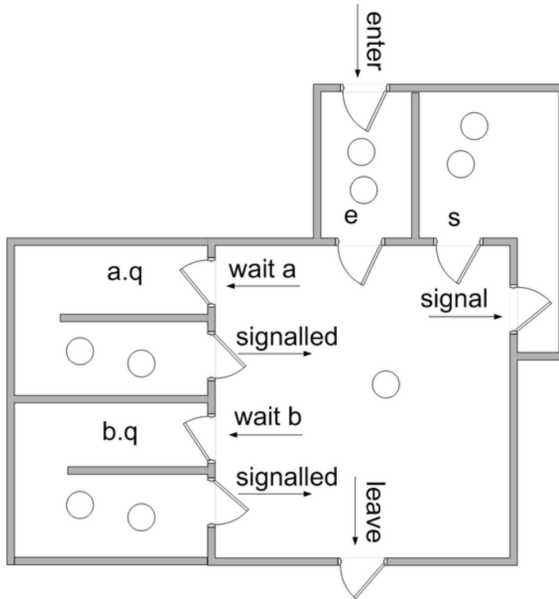 enter
e
s
a.q
wait a
signal
signalled
b.q
wait b
signalled
leave